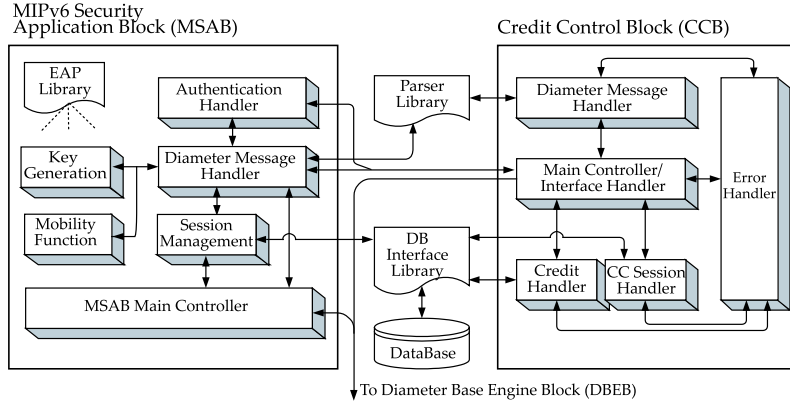 MIPv6 Security
Application Block (MSAB)
EAP
Library
Authentication
Handler
Key
Generation
Diameter Message
Handler
Mobility
Function
Session
Management
MSAB Main Controller
Parser
Library
DB
Interface
Library
DataBase
Credit Control Block (CCB)
Diameter Message
Handler
Main Controller/
Interface Handler
Error
Handler
Credit
Handler
CC Session
Handler
To Diameter Base Engine Block (DBEB)